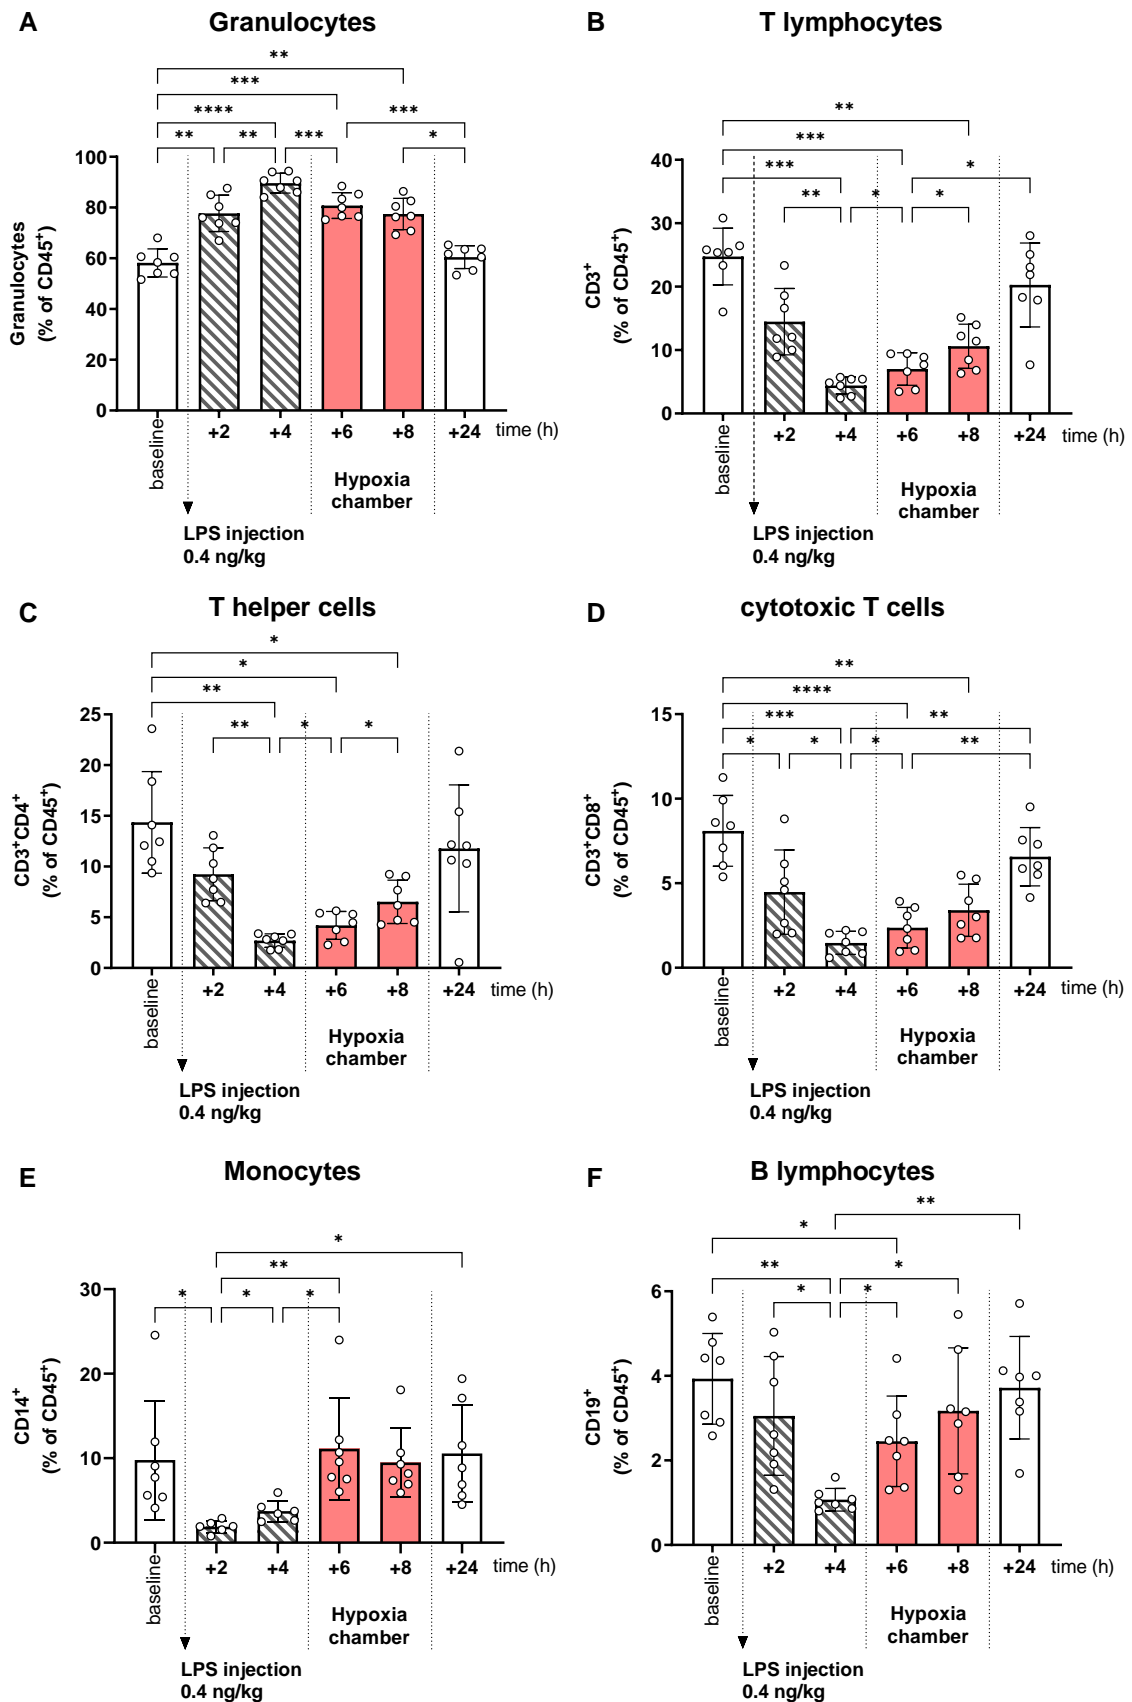 A
Granulocytes
**
***
****
***
**
**
***
*
100
80
60
40
20
0
Granulocytes
(% of CD45+)
baseline
+2
+4
+6
+8
+24
time (h)
Hypoxia
chamber
LPS injection
0.4 ng/kg
B
T lymphocytes
**
***
***
*
**
*
*
40
30
20
10
0
CD3+
(% of CD45+)
baseline
+2
+4
+6
+8
+24
time (h)
Hypoxia
chamber
LPS injection
0.4 ng/kg
C
T helper cells
*
*
**
**
*
*
25
20
15
10
5
0
CD3+CD4+
(% of CD45+)
baseline
+2
+4
+6
+8
+24
time (h)
Hypoxia
chamber
LPS injection
0.4 ng/kg
D
cytotoxic T cells
**
****
***
**
*
*
*
**
15
10
5
0
CD3+CD8+
(% of CD45+)
baseline
+2
+4
+6
+8
+24
time (h)
Hypoxia
chamber
LPS injection
0.4 ng/kg
E
Monocytes
*
**
*
*
*
30
20
10
0
CD14+
(% of CD45+)
baseline
+2
+4
+6
+8
+24
time (h)
Hypoxia
chamber
LPS injection
0.4 ng/kg
F
B lymphocytes
**
*
**
*
*
*
6
4
2
0
CD19+
(% of CD45+)
baseline
+2
+4
+6
+8
+24
time (h)
Hypoxia
chamber
LPS injection
0.4 ng/kg